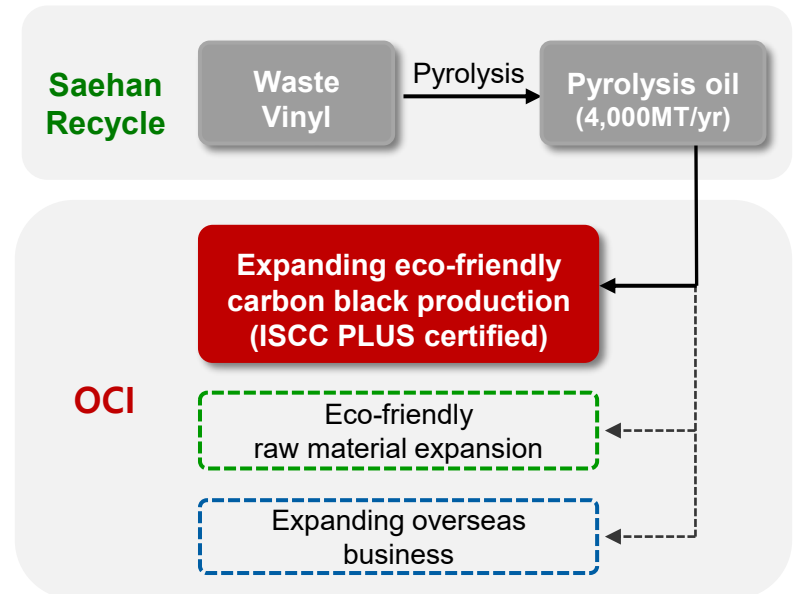 Saehan
Recycle
Waste
Vinyl
Pyrolysis
Pyrolysis oil
(4,000MT/yr)
OCI
Expanding eco-friendly
carbon black production
(ISCC PLUS certified)
Eco-friendly
raw material expansion
Expanding overseas
business